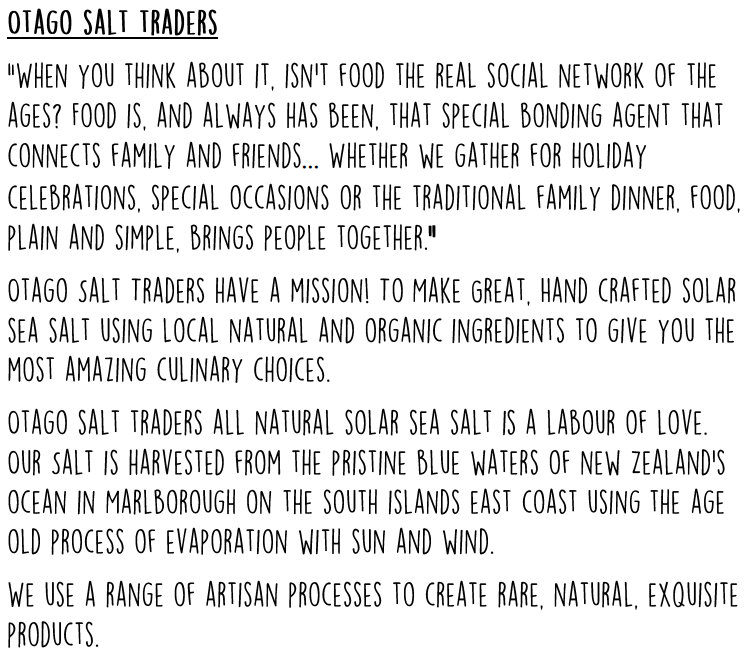 OTAGO SALT TRADERS
"WHEN YOU THINK ABOUT IT, ISN'T FOOD THE REAL SOCIAL NETWORK OF THE
AGES? FOOD IS, AND ALWAYS HAS BEEN, THAT SPECIAL BONDING AGENT THAT
CONNECTS FAMILY AND FRIENDS... WHETHER WE GATHER FOR HOLIDAY
CELEBRATIONS, SPECIAL OCCASIONS OR THE TRADITIONAL FAMILY DINNER, FOOD,
PLAIN AND SIMPLE, BRINGS PEOPLE TOGETHER."
OTAGO SALT TRADERS HAVE A MISSION! TO MAKE GREAT, HAND CRAFTED SOLAR
SEA SALT USING LOCAL NATURAL AND ORGANIC INGREDIENTS TO GIVE YOU THE
MOST AMAZING CULINARY CHOICES.
OTAGO SALT TRADERS ALL NATURAL SOLAR SEA SALT IS A LABOUR OF LOVE.
OUR SALT IS HARVESTED FROM THE PRISTINE BLUE WATERS OF NEW ZEALAND'S
OCEAN IN MARLBOROUGH ON THE SOUTH ISLANDS EAST COAST USING THE AGE
OLD PROCESS OF EVAPORATION WITH SUN AND WIND.
WE USE A RANGE OF ARTISAN PROCESSES TO CREATE RARE, NATURAL, EXQUISITE
PRODUCTS.